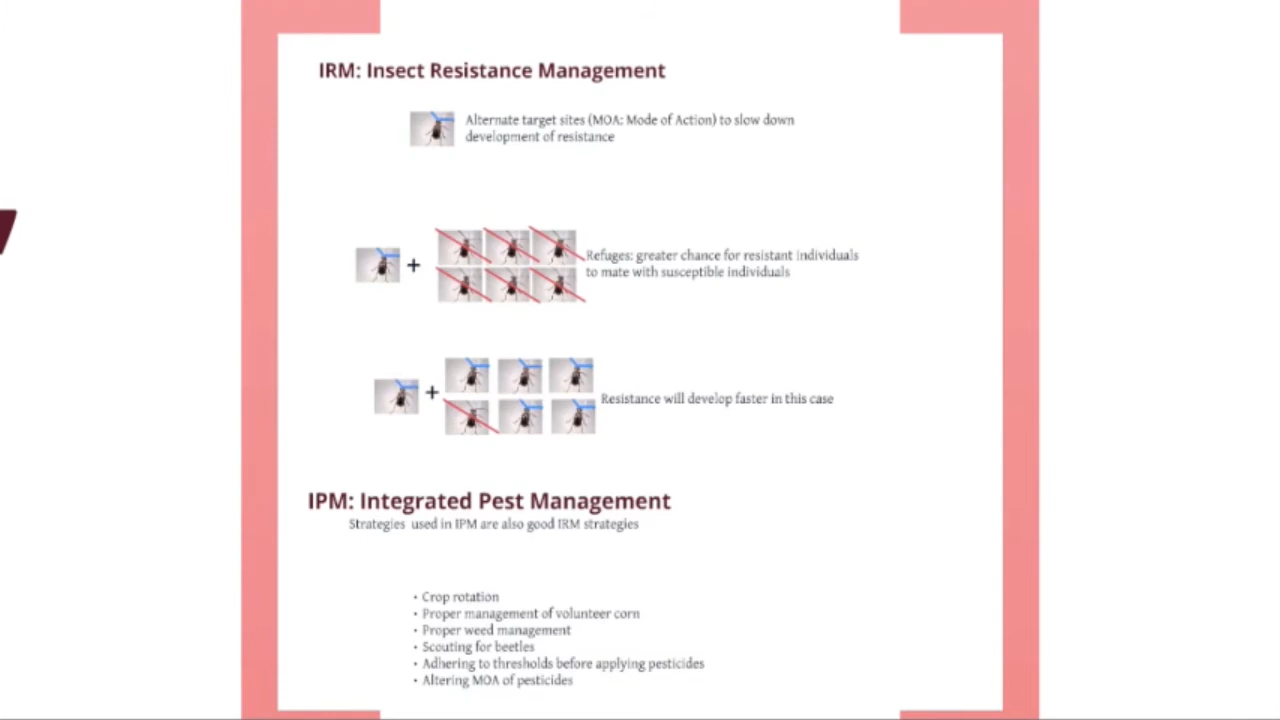 IRM: Insect Resistance Management
Alternate target sites (MOA: Mode of Action) to slow down
development of resistance
+
Refuges: greater chance for resistant individuals
to mate with susceptible individuals
+
Resistance will develop faster in this case
IPM: Integrated Pest Management
Strategies used in IPM are also good IRM strategies
• Crop rotation
• Proper management of volunteer corn
• Proper weed management
• Scouting for beetles
• Adhering to thresholds before applying pesticides
• Altering MOA of pesticides